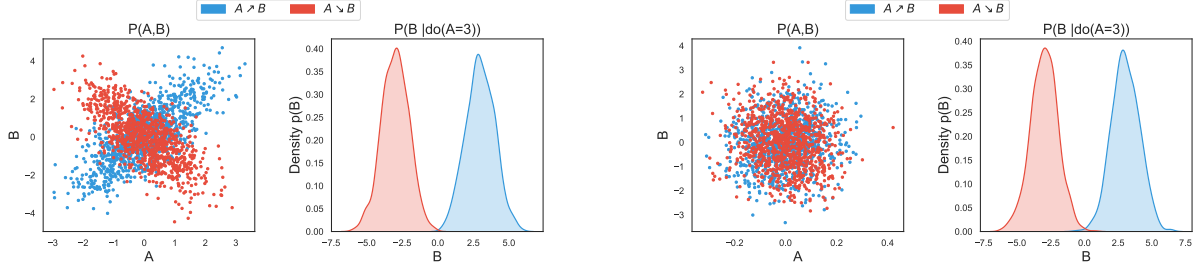 A ↗ B A ↘ B
P(A,B)
B
4
2
0
−2
−4
−3 −2 −1 0 1 2 3
A
P(B |do(A=3))
Density p(B)
0.40
0.35
0.30
0.25
0.20
0.15
0.10
0.05
0.00
−7.5 −5.0 −2.5 0.0 2.5 5.0
B
A ↗ B A ↘ B
P(A,B)
B
4
3
2
1
0
−1
−2
−3
−0.2 0.0 0.2 0.4
A
P(B |do(A=3))
Density p(B)
0.40
0.35
0.30
0.25
0.20
0.15
0.10
0.05
0.00
−7.5 −5.0 −2.5 0.0 2.5 5.0 7.5
B